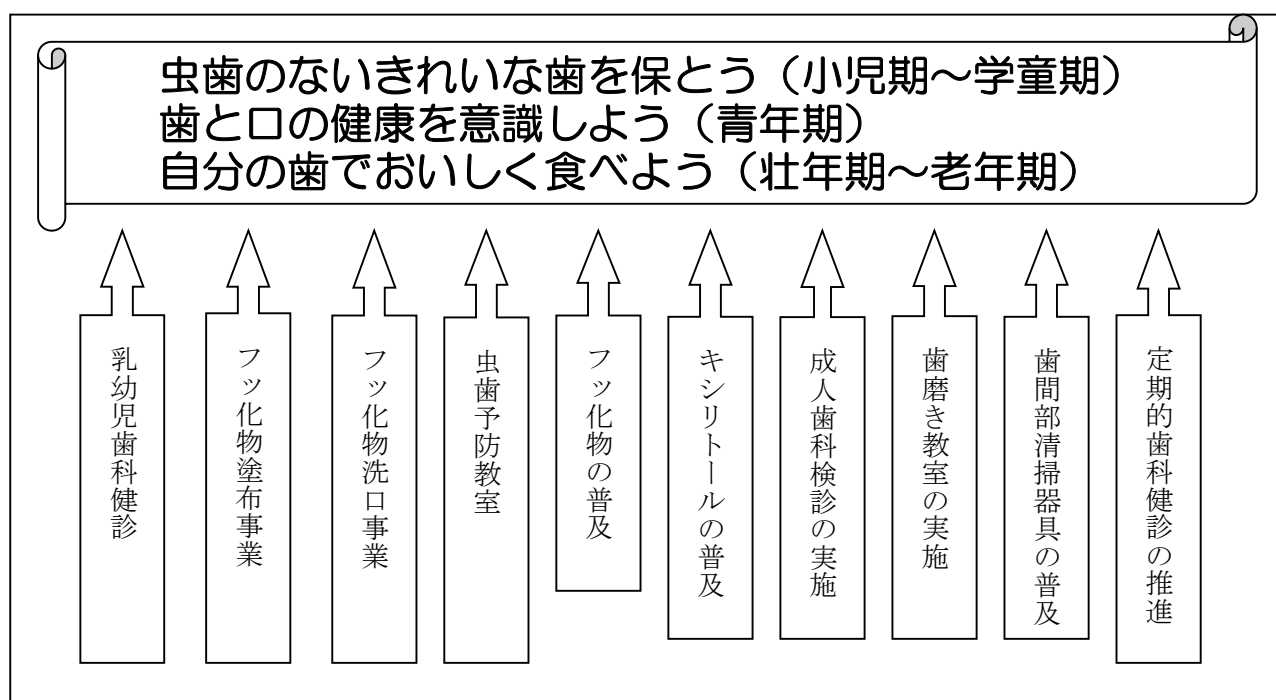 虫歯のないきれいな歯を保とう（小児期～学童期）
歯と口の健康を意識しよう（青年期）
自分の歯でおいしく食べよう（壮年期～老年期）
乳幼児歯科健診
フッ化物塗布事業
フッ化物洗口事業
虫歯予防教室
フッ化物の普及
キシリトールの普及
成人歯科検診の実施
歯磨き教室の実施
歯間部清掃器具の普及
定期的歯科健診の推進